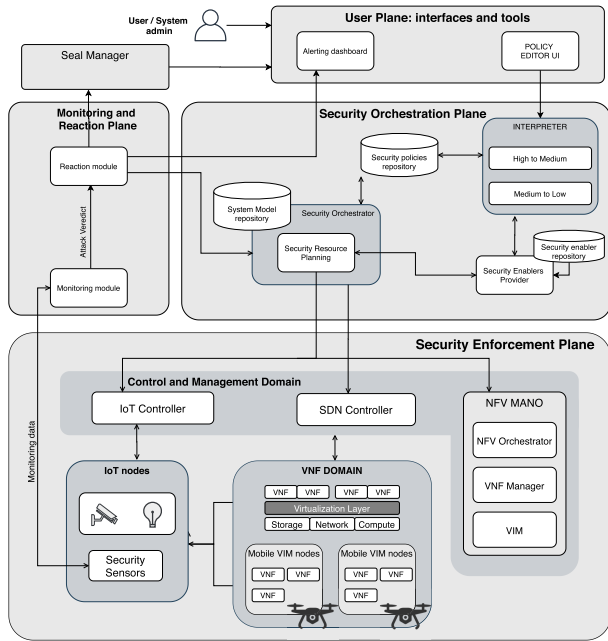 User / System
admin
User Plane: interfaces and tools
Alerting dashboard
POLICY
EDITOR UI
Seal Manager
Monitoring and
Reaction Plane
Reaction module
Attack Veredict
Monitoring module
Security Orchestration Plane
INTERPRETER
High to Medium
Medium to Low
Security policies
repository
System Model
repository
Security Orchestrator
Security Resource
Planning
Security enabler
repository
Security Enablers
Provider
Security Enforcement Plane
Control and Management Domain
IoT Controller
SDN Controller
NFV MANO
NFV Orchestrator
VNF Manager
VIM
Monitoring data
IoT nodes
Security
Sensors
VNF DOMAIN
VNF VNF VNF VNF
Virtualization Layer
Storage Network Compute
Mobile VIM nodes
VNF VNF
VNF
Mobile VIM nodes
VNF VNF
VNF